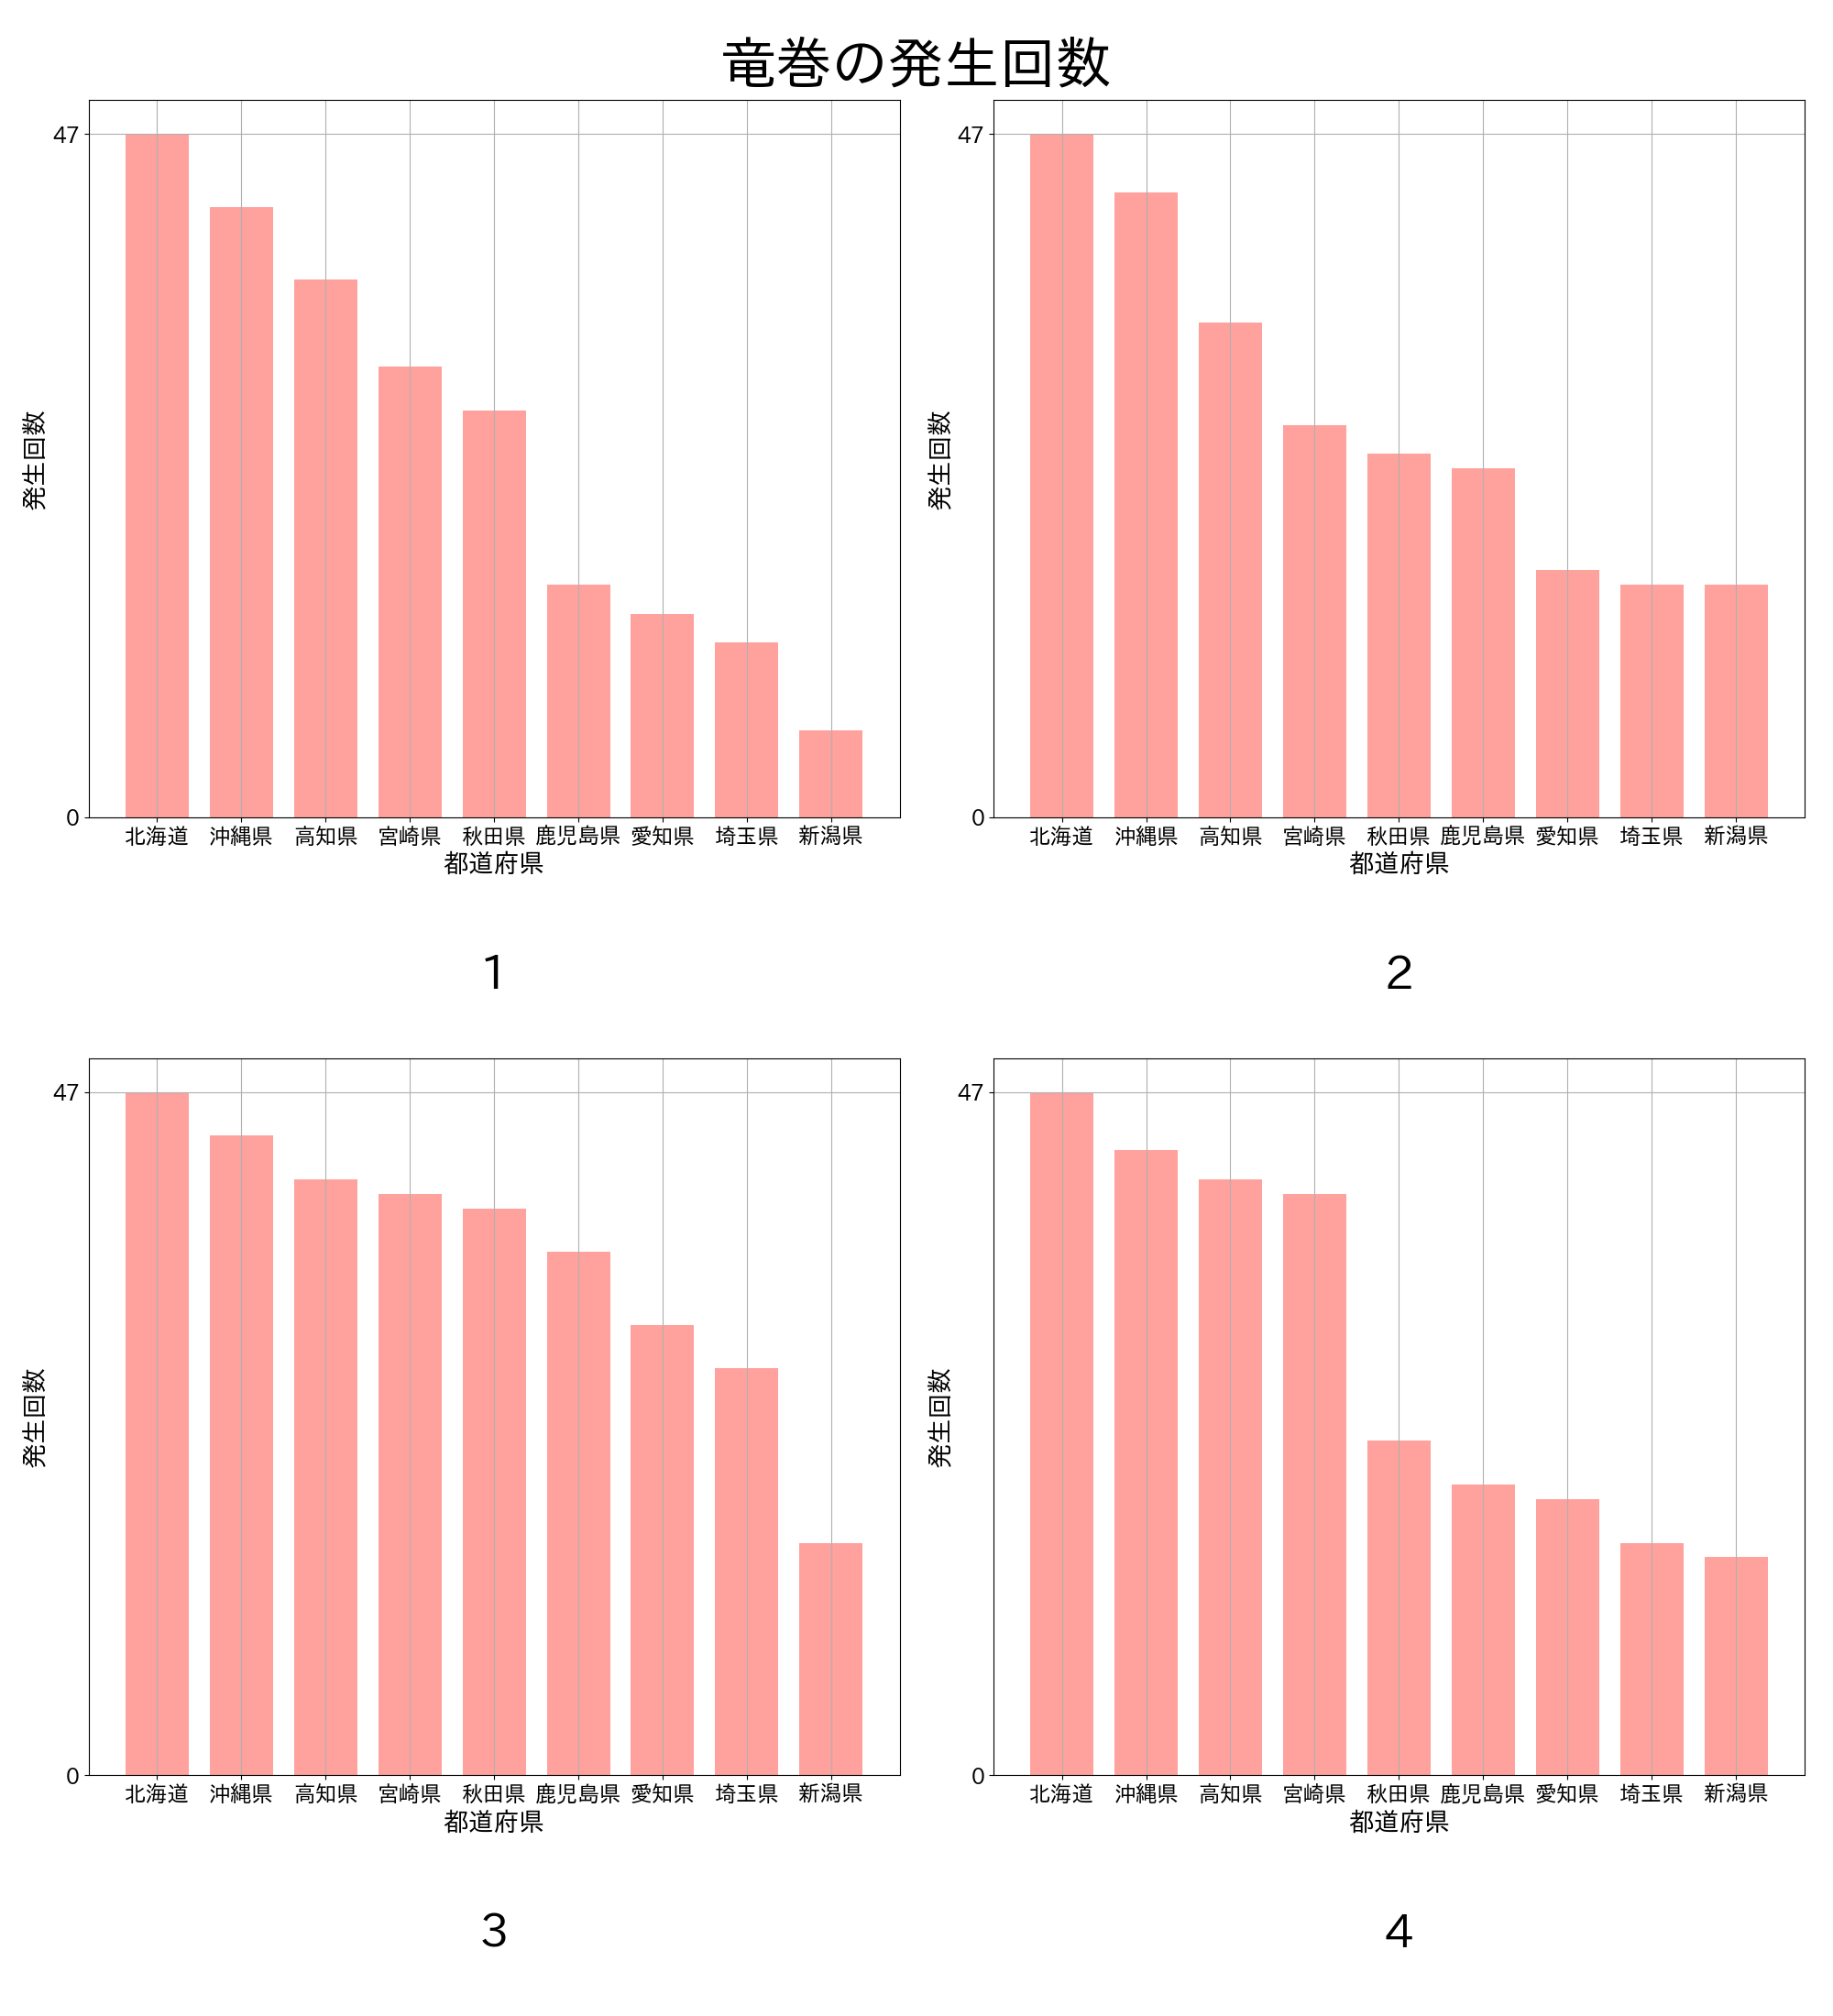 竜巻の発生回数
47
0
発生回数
北海道 沖縄県 高知県 宮崎県 秋田県 鹿児島県 愛知県 埼玉県 新潟県
都道府県
1
47
0
発生回数
北海道 沖縄県 高知県 宮崎県 秋田県 鹿児島県 愛知県 埼玉県 新潟県
都道府県
2
47
0
発生回数
北海道 沖縄県 高知県 宮崎県 秋田県 鹿児島県 愛知県 埼玉県 新潟県
都道府県
3
47
0
発生回数
北海道 沖縄県 高知県 宮崎県 秋田県 鹿児島県 愛知県 埼玉県 新潟県
都道府県
4